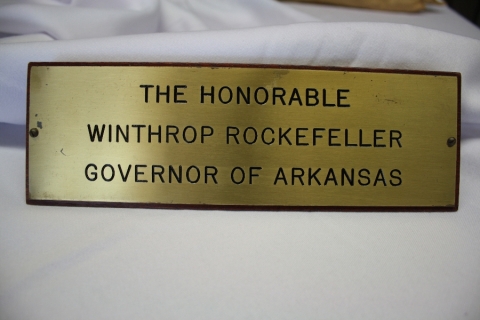 THE HONORABLE
WINTHROP ROCKEFELLER
GOVERNOR OF ARKANSAS